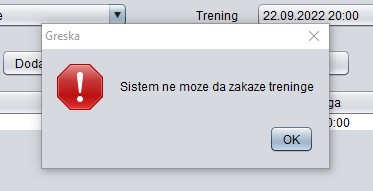 e
Trening
22.09.2022 20:00
Greska
Doda
Sistem ne moze da zakaze treninge
ga
0:00
OK